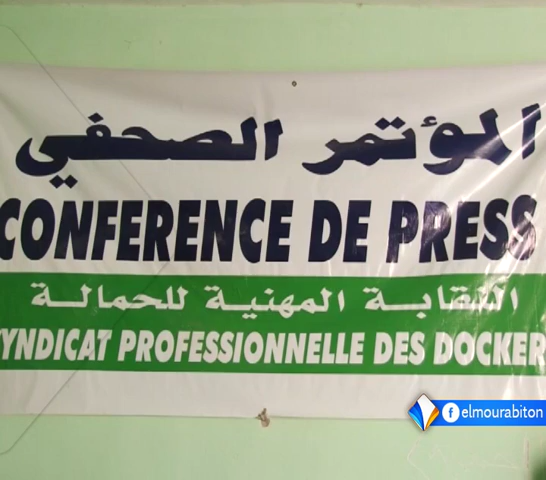 المؤتمر الصحفي
CONFERENCE DE PRESS
النقابة المهنية للحمالة
YNDICAT PROFESSIONNELLE DES DOCKER
elmourabiton